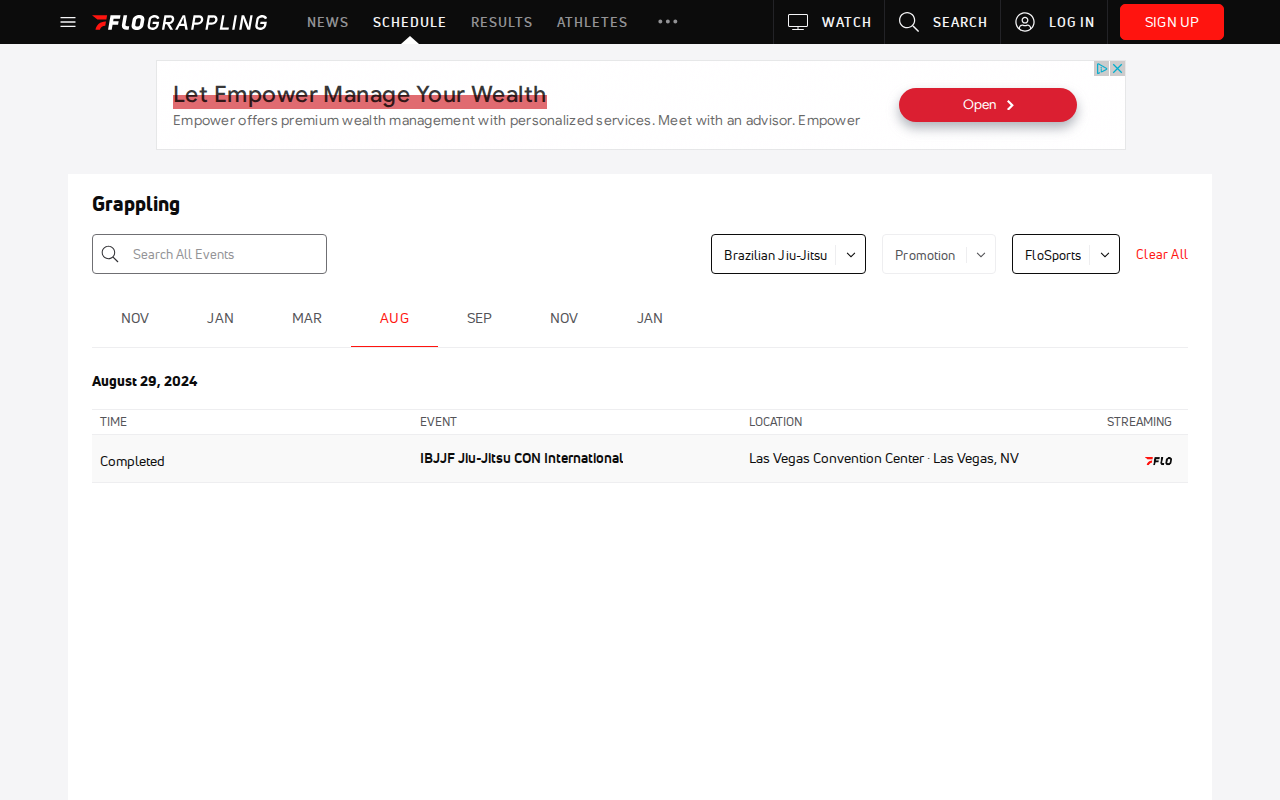 FLOGRAPPLING NEWS SCHEDULE RESULTS ATHLETES WATCH SEARCH LOG IN SIGN UP
Let Empower Manage Your Wealth
Empower offers premium wealth management with personalized services. Meet with an advisor. Empower
Open
Grappling
Search All Events
Brazilian Jiu-Jitsu
Promotion
FloSports
Clear All
NOV JAN MAR AUG SEP NOV JAN
August 29, 2024
TIME EVENT LOCATION STREAMING
Completed IBJJF Jiu-Jitsu CON International Las Vegas Convention Center · Las Vegas, NV FLO